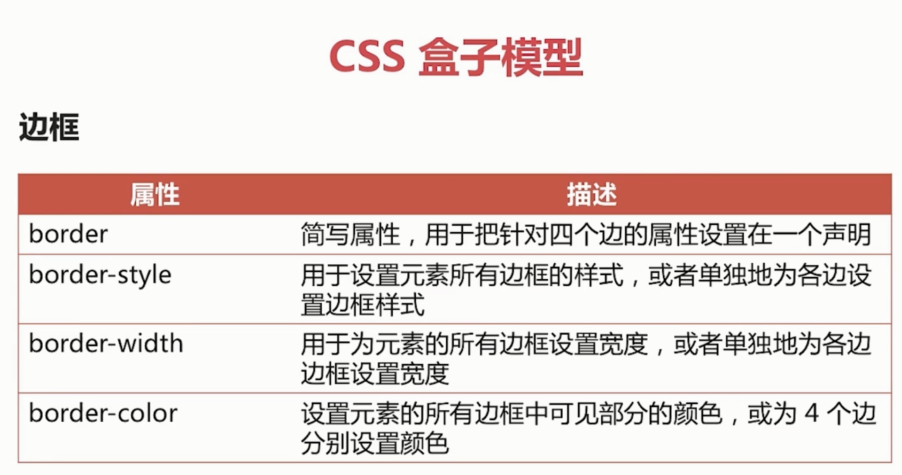 CSS 盒子模型
边框
属性 描述
border 简写属性，用于把针对四个边的属性设置在一个声明
border-style 用于设置元素所有边框的样式，或者单独地为各边设
置边框样式
border-width 用于为元素的所有边框设置宽度，或者单独地为各边
边框设置宽度
border-color 设置元素的所有边框中可见部分的颜色，或为 4 个边
分别设置颜色